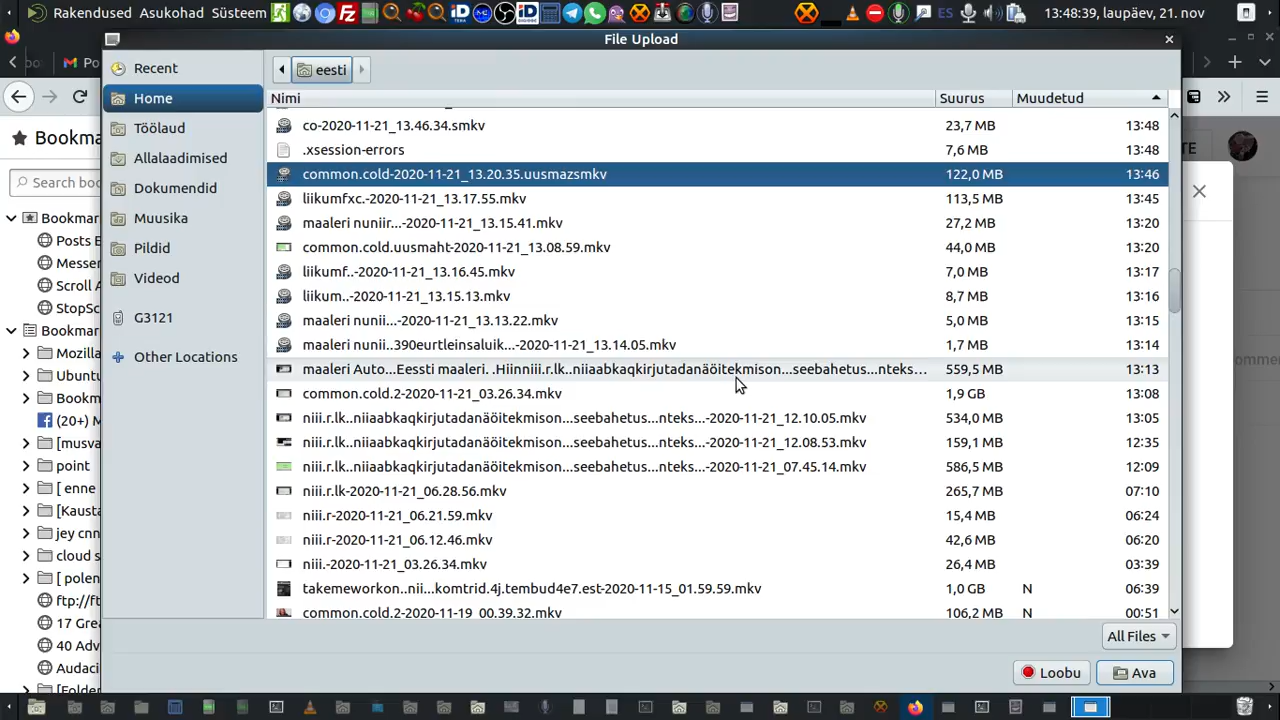 Rakendused Asukohad Süsteem
ES
13:48:39, laupäev, 21. nov
File Upload
Recent
Home
Töölaud
Allalaadimised
Dokumendid
Muusika
Pildid
Videod
G3121
Other Locations
eesti
Nimi Suurus Muudetud
co-2020-11-21_13.46.34.smkv 23,7 MB 13:48
.xsession-errors 7,6 MB 13:48
common.cold-2020-11-21_13.20.35.uusmazsmkv 122,0 MB 13:46
liikumfxc.-2020-11-21_13.17.55.mkv 113,5 MB 13:45
maaleri nuniir...-2020-11-21_13.15.41.mkv 27,2 MB 13:20
common.cold.uusmaht-2020-11-21_13.08.59.mkv 44,0 MB 13:20
liikumf..-2020-11-21_13.16.45.mkv 7,0 MB 13:17
liikum..-2020-11-21_13.15.13.mkv 8,7 MB 13:16
maaleri nunii...-2020-11-21_13.13.22.mkv 5,0 MB 13:15
maaleri nunii..390eurtleinsaluik...-2020-11-21_13.14.05.mkv 1,7 MB 13:14
maaleri Auto...Eessti maaleri. .Hiinniii.r.lk..niiaabkaqkirjutadanäöitekmison...seebahetus...nteks... 559,5 MB 13:13
common.cold.2-2020-11-21_03.26.34.mkv 1,9 GB 13:08
niii.r.lk..niiaabkaqkirjutadanäöitekmison...seebahetus...nteks...-2020-11-21_12.10.05.mkv 534,0 MB 13:05
niii.r.lk..niiaabkaqkirjutadanäöitekmison...seebahetus...nteks...-2020-11-21_12.08.53.mkv 159,1 MB 12:35
niii.r.lk..niiaabkaqkirjutadanäöitekmison...seebahetus...nteks...-2020-11-21_07.45.14.mkv 586,5 MB 12:09
niii.r.lk-2020-11-21_06.28.56.mkv 265,7 MB 07:10
niii.r-2020-11-21_06.21.59.mkv 15,4 MB 06:24
niii.r-2020-11-21_06.12.46.mkv 42,6 MB 06:20
niii.-2020-11-21_03.26.34.mkv 26,4 MB 03:39
takemeworkon..nii...komtrid.4j.tembud4e7.est-2020-11-15_01.59.59.mkv 1,0 GB N 06:39
common.cold.2-2020-11-19_00.39.32.mkv 106,2 MB N 00:51
All Files
Loobu
Ava
Bookma
Search boo
Bookmar
Posts E
Messer
Scroll A
StopSc
Bookmar
Mozilla
Ubuntu
Bookm
(20+) M
[musva
point
[ enne
[Kausta
jey cnn
cloud s
[ polen
ftp://ft
17 Grea
40 Adv
Audaci
[Folder